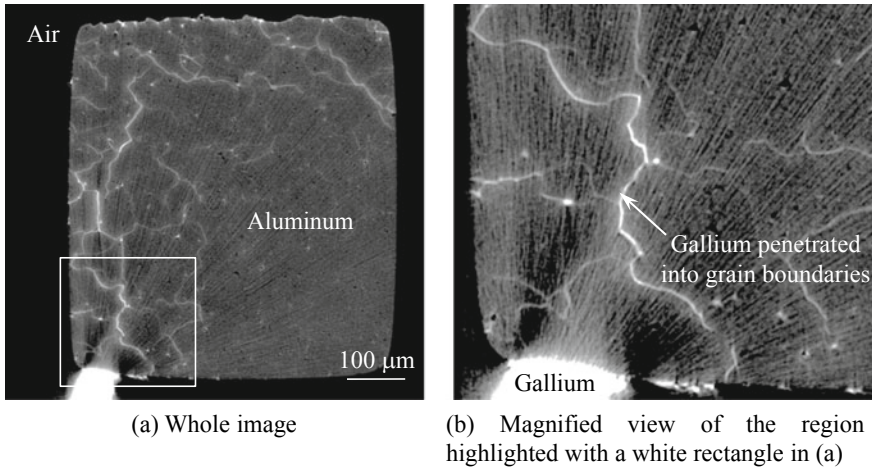 Air
Aluminum
100 µm
Gallium penetrated
into grain boundaries
Gallium
(a) Whole image
(b) Magnified view of the region
highlighted with a white rectangle in (a)